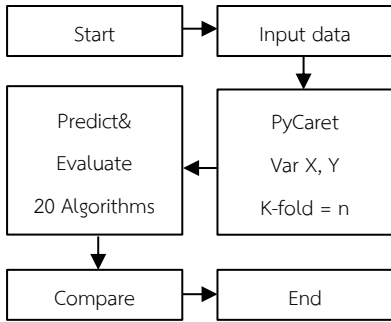 Start
Input data
PyCaret
Var X, Y
K-fold = n
Predict&
Evaluate
20 Algorithms
Compare
End